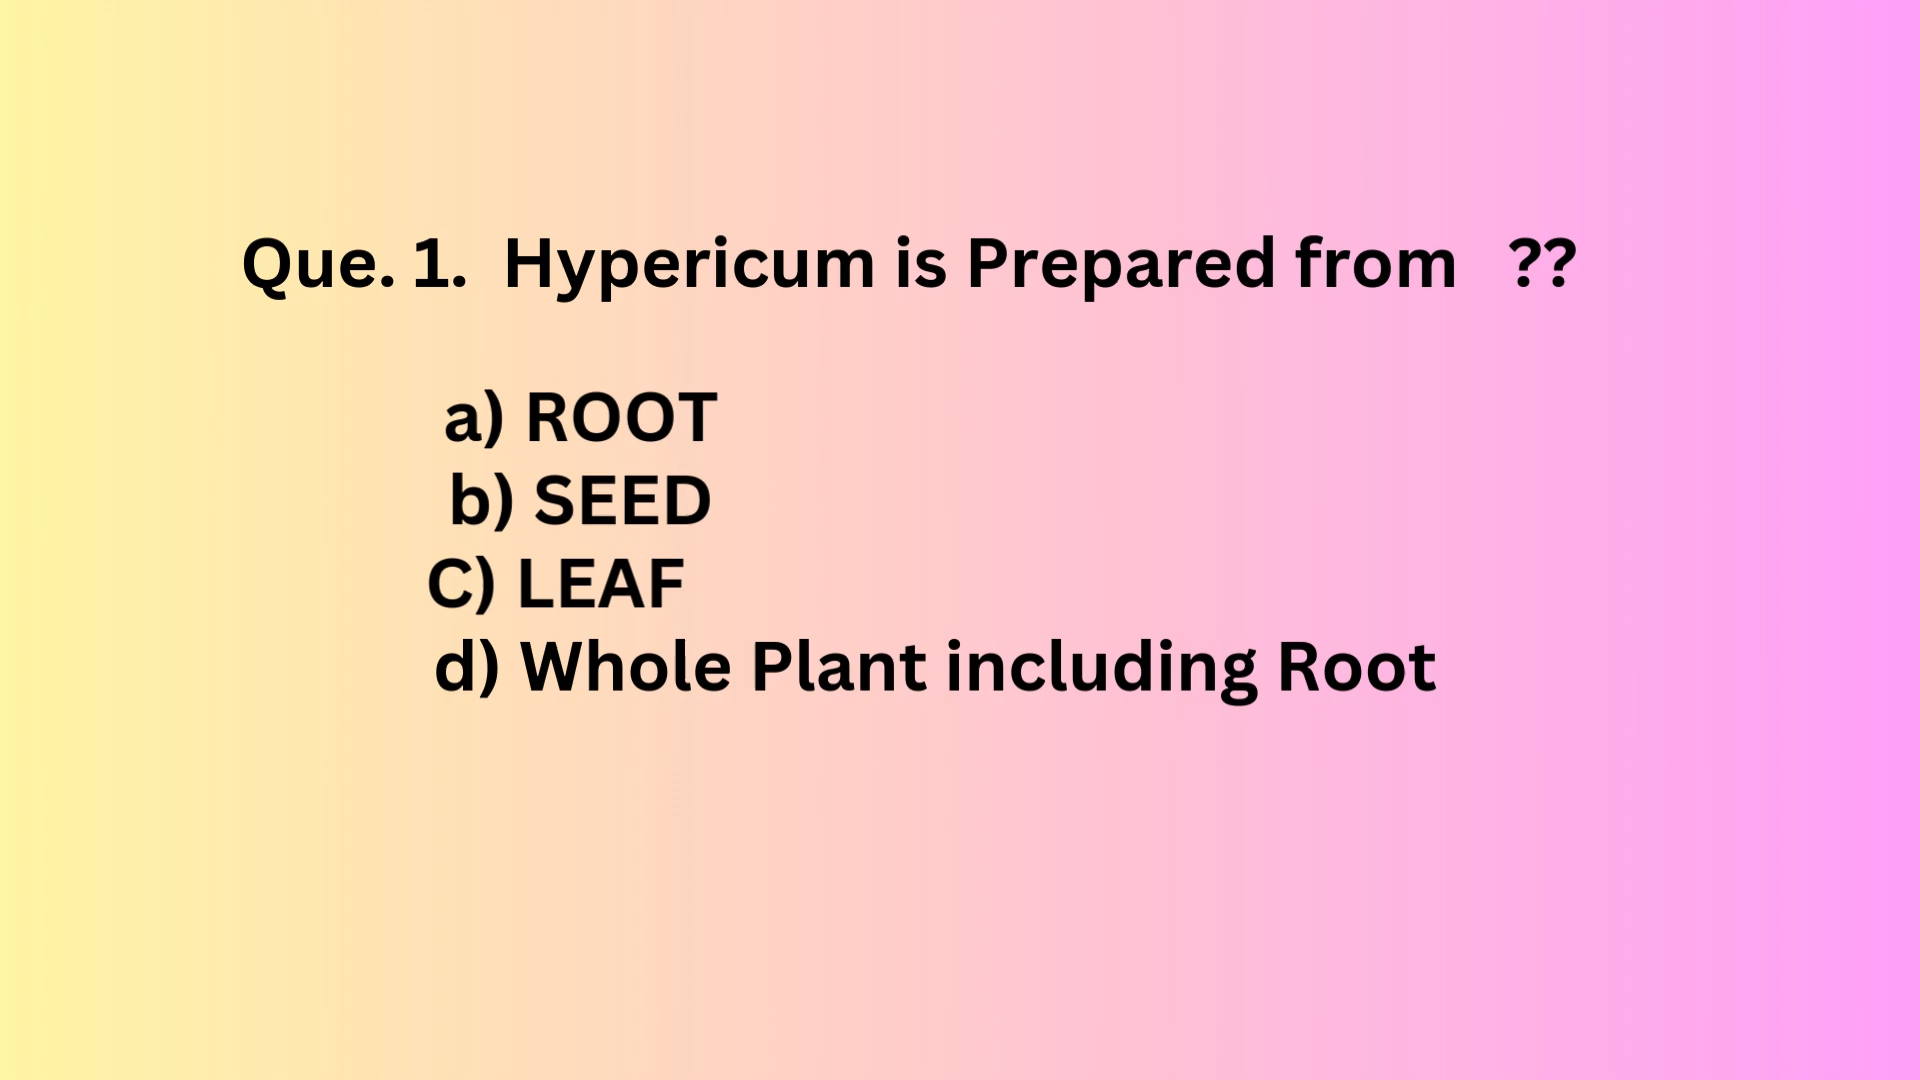 Que. 1. Hypericum is Prepared from ??
a) ROOT
b) SEED
C) LEAF
d) Whole Plant including Root